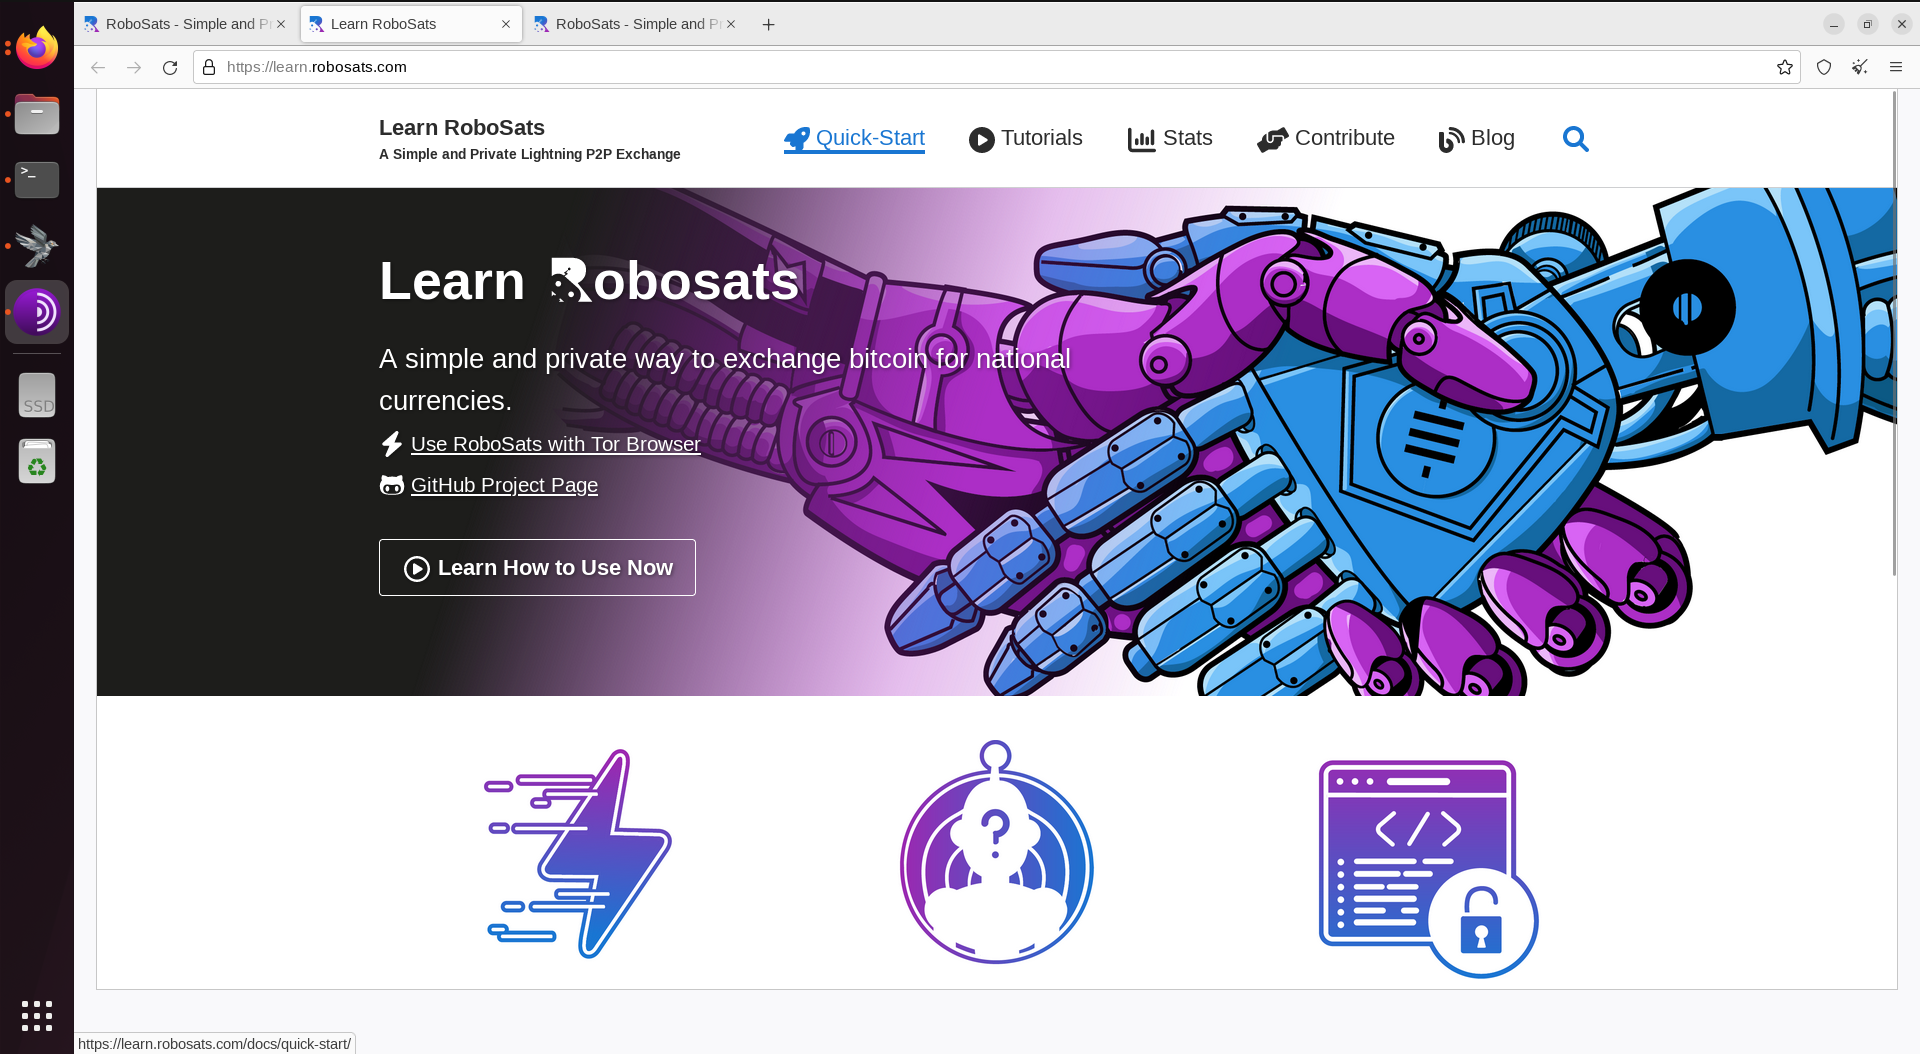 RoboSats - Simple and Pr
Learn RoboSats
RoboSats - Simple and Pr
https://learn.robosats.com
Learn RoboSats
A Simple and Private Lightning P2P Exchange
Quick-Start
Tutorials
Stats
Contribute
Blog
Learn Robosats
A simple and private way to exchange bitcoin for national
currencies.
Use RoboSats with Tor Browser
GitHub Project Page
Learn How to Use Now
>_
SSD
?
</>
https://learn.robosats.com/docs/quick-start/